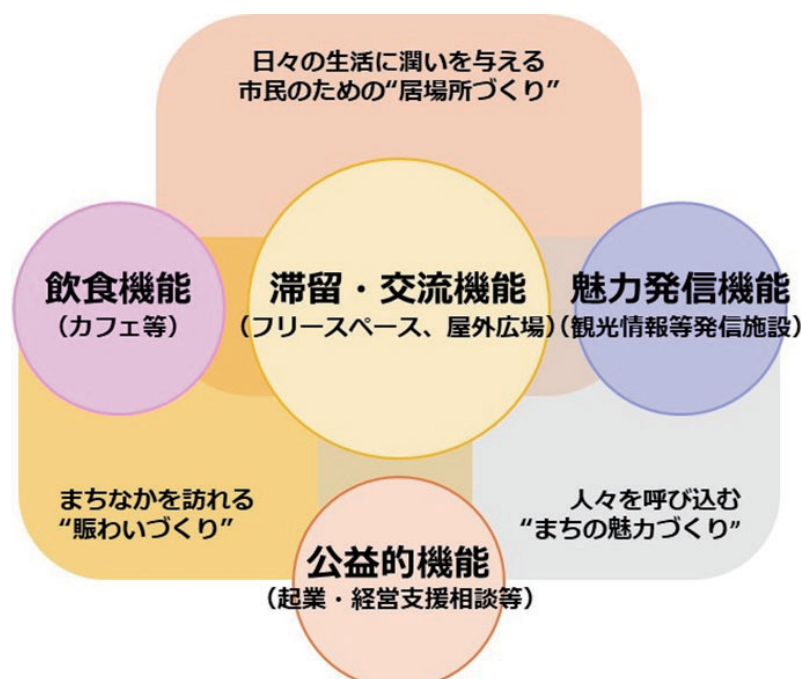 日々の生活に潤いを与える
市民のための“居場所づくり”
飲食機能
（カフェ等）
滞留・交流機能
（フリースペース、屋外広場）
魅力発信機能
（観光情報等発信施設）
まちなかを訪れる
“賑わいづくり”
人々を呼び込む
“まちの魅力づくり”
公益的機能
（起業・経営支援相談等）